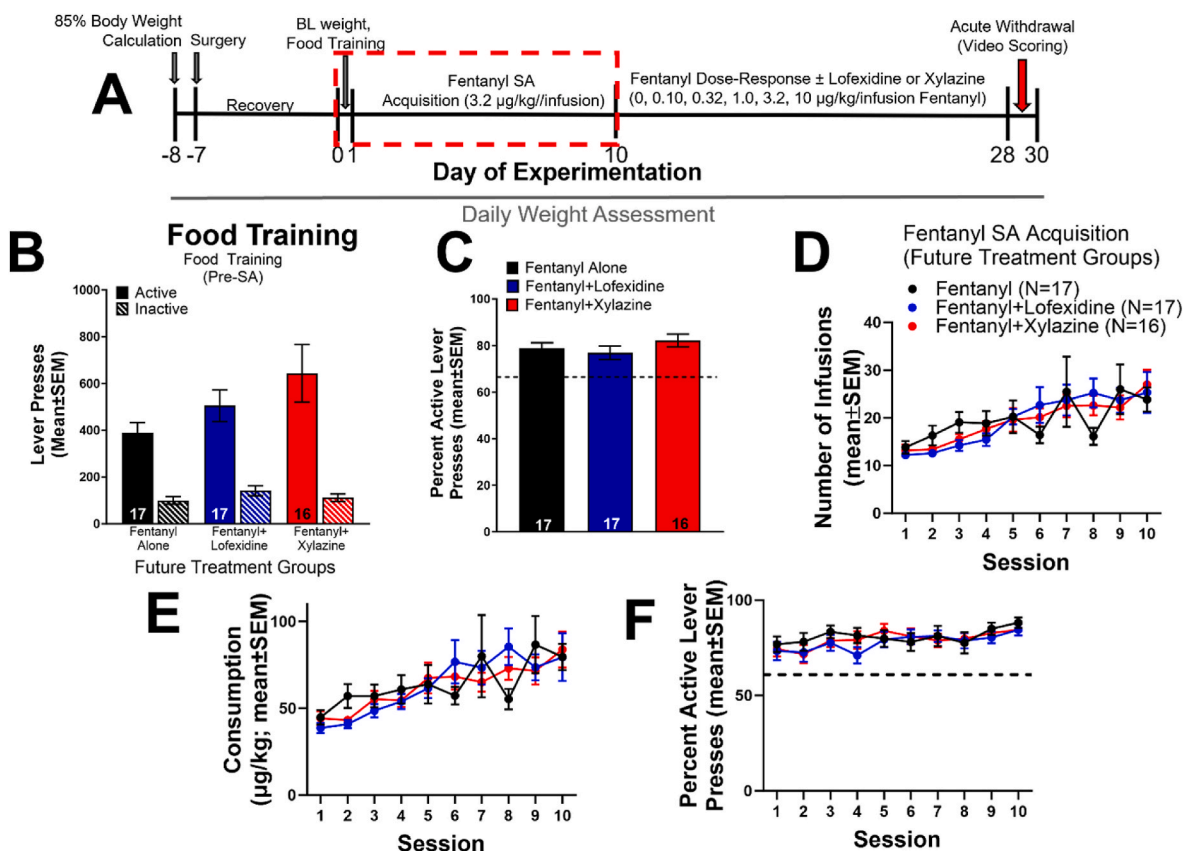 85% Body Weight
Calculation
Surgery
BL weight,
Food Training
Acute Withdrawal
(Video Scoring)
A
Recovery
Fentanyl SA
Acquisition (3.2 µg/kg//infusion)
Fentanyl Dose-Response ± Lofexidine or Xylazine
(0, 0.10, 0.32, 1.0, 3.2, 10 µg/kg/infusion Fentanyl)
-8 -7 0 1 10 28 30
Day of Experimentation
Daily Weight Assessment
B
Food Training
Food Training
(Pre-SA)
Active
Inactive
Lever Presses
(Mean±SEM)
1000
800
600
400
200
0
17 17 16
Fentanyl
Alone
Fentanyl+
Lofexidine
Fentanyl+
Xylazine
Future Treatment Groups
C
Fentanyl Alone
Fentanyl+Lofexidine
Fentanyl+Xylazine
Percent Active Lever
Presses (mean±SEM)
100
80
60
40
20
0
17 17 16
D
Fentanyl SA Acquisition
(Future Treatment Groups)
Fentanyl (N=17)
Fentanyl+Lofexidine (N=17)
Fentanyl+Xylazine (N=16)
Number of Infusions
(mean±SEM)
40
30
20
10
0
1 2 3 4 5 6 7 8 9 10
Session
E
Consumption
(µg/kg; mean±SEM)
100
50
0
1 2 3 4 5 6 7 8 9 10
Session
F
Percent Active Lever
Presses (mean±SEM)
100
50
0
1 2 3 4 5 6 7 8 9 10
Session